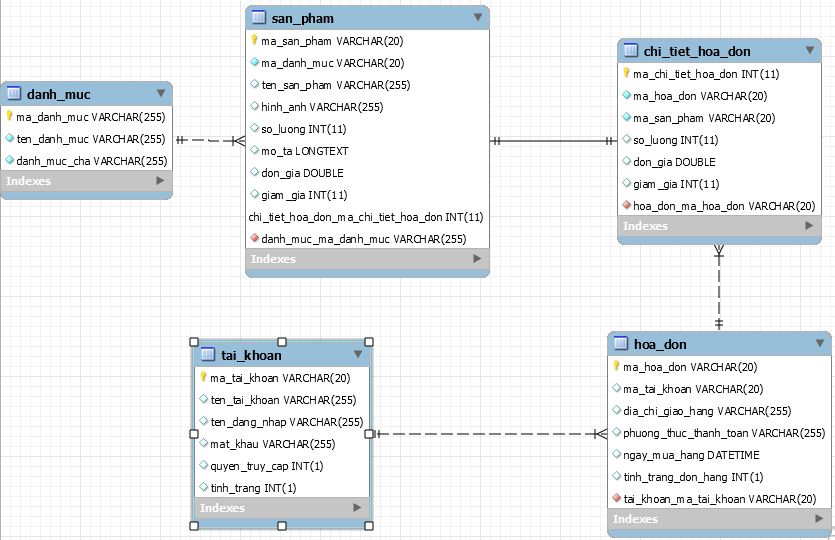 danh_muc
ma_danh_muc VARCHAR(255)
ten_danh_muc VARCHAR(255)
danh_muc_cha VARCHAR(255)
Indexes
san_pham
ma_san_pham VARCHAR(20)
ma_danh_muc VARCHAR(20)
ten_san_pham VARCHAR(255)
hinh_anh VARCHAR(255)
so_luong INT(11)
mo_ta LONGTEXT
don_gia DOUBLE
giam_gia INT(11)
chi_tiet_hoa_don_ma_chi_tiet_hoa_don INT(11)
danh_muc_ma_danh_muc VARCHAR(255)
Indexes
chi_tiet_hoa_don
ma_chi_tiet_hoa_don INT(11)
ma_hoa_don VARCHAR(20)
ma_san_pham VARCHAR(20)
so_luong INT(11)
don_gia DOUBLE
giam_gia INT(11)
hoa_don_ma_hoa_don VARCHAR(20)
Indexes
tai_khoan
ma_tai_khoan VARCHAR(20)
ten_tai_khoan VARCHAR(255)
ten_dang_nhap VARCHAR(255)
mat_khau VARCHAR(255)
quyen_truy_cap INT(1)
tinh_trang INT(1)
Indexes
hoa_don
ma_hoa_don VARCHAR(20)
ma_tai_khoan VARCHAR(20)
dia_chi_giao_hang VARCHAR(255)
phuong_thuc_thanh_toan VARCHAR(255)
ngay_mua_hang DATETIME
tinh_trang_don_hang INT(1)
tai_khoan_ma_tai_khoan VARCHAR(20)
Indexes